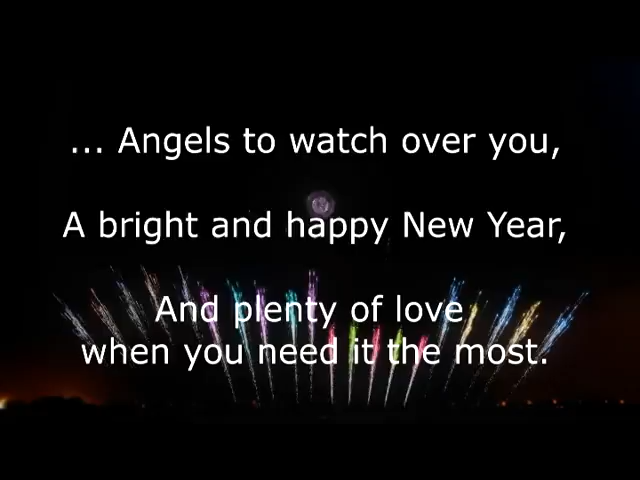 ... Angels to watch over you,
A bright and happy New Year,
And plenty of love
when you need it the most.